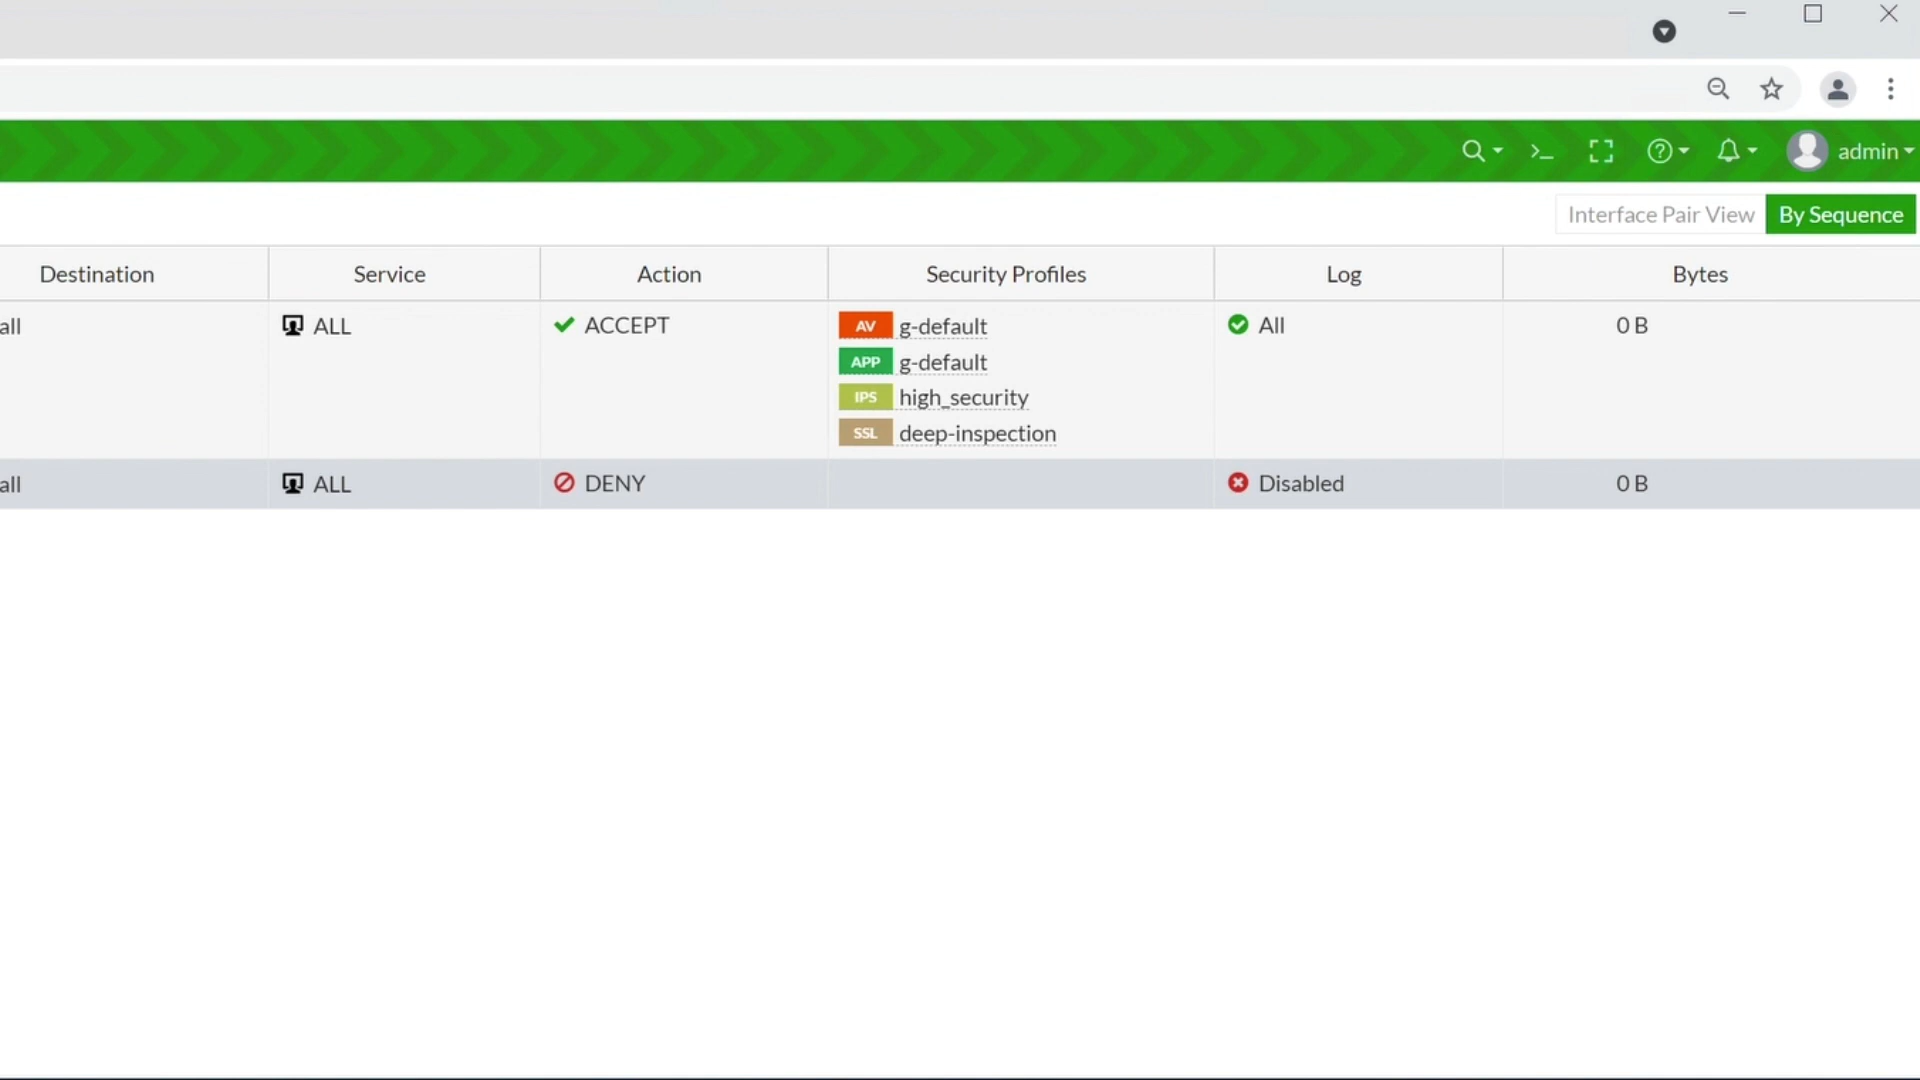 admin
Interface Pair View By Sequence
Destination Service Action Security Profiles Log Bytes
all ALL ACCEPT AV g-default All 0 B
APP g-default
IPS high_security
SSL deep-inspection
all ALL DENY Disabled 0 B